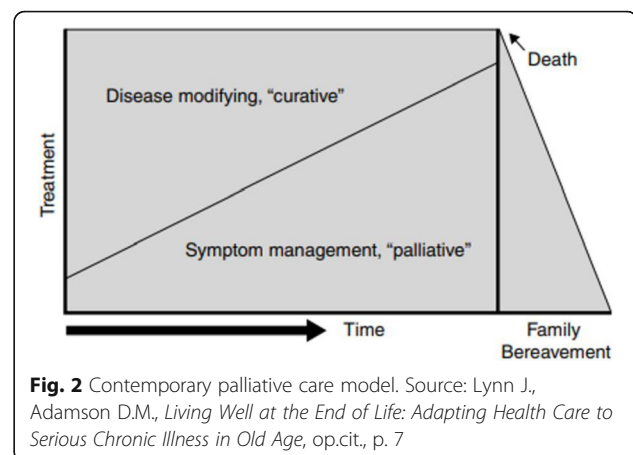 Death
Disease modifying, “curative”
Treatment
Symptom management, “palliative”
Time
Family
Bereavement
Fig. 2 Contemporary palliative care model. Source: Lynn J.,
Adamson D.M., Living Well at the End of Life: Adapting Health Care to
Serious Chronic Illness in Old Age, op.cit., p. 7